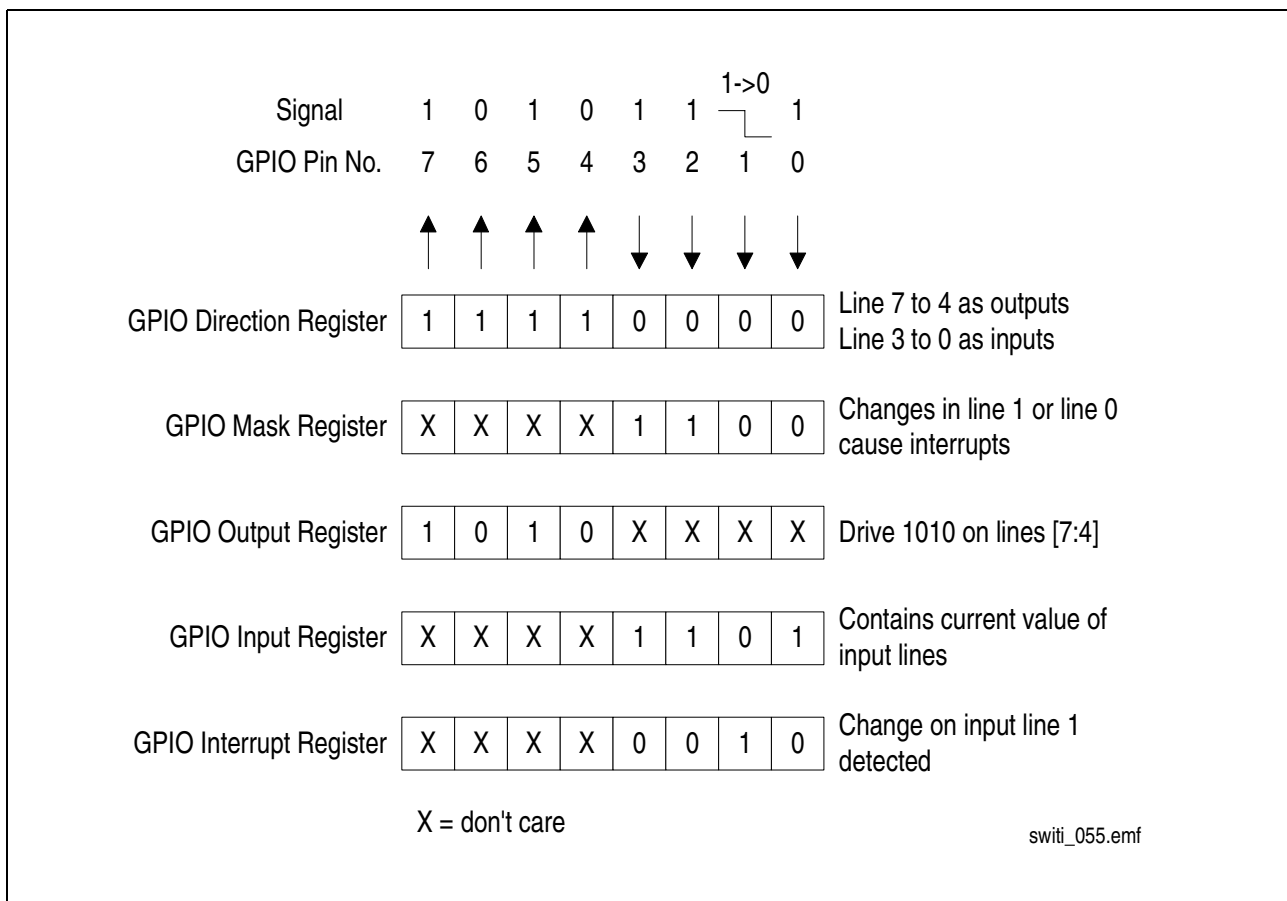 1->0
Signal 1 0 1 0 1 1 1
GPIO Pin No. 7 6 5 4 3 2 1 0
GPIO Direction Register 1 1 1 1 0 0 0 0
Line 7 to 4 as outputs
Line 3 to 0 as inputs
GPIO Mask Register X X X X 1 1 0 0
Changes in line 1 or line 0
cause interrupts
GPIO Output Register 1 0 1 0 X X X X
Drive 1010 on lines [7:4]
GPIO Input Register X X X X 1 1 0 1
Contains current value of
input lines
GPIO Interrupt Register X X X X 0 0 1 0
Change on input line 1
detected
X = don't care
switi_055.emf